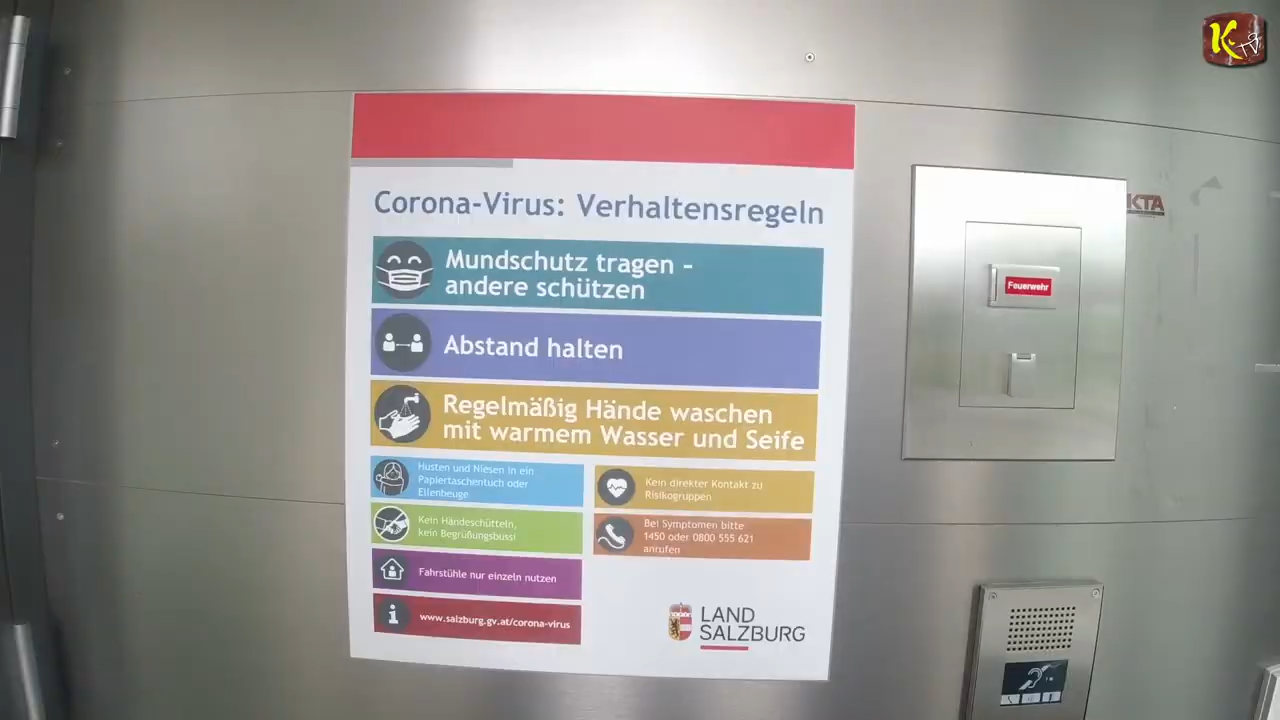 K TV
Corona-Virus: Verhaltensregeln
Mundschutz tragen –
andere schützen
Abstand halten
Regelmäßig Hände waschen
mit warmem Wasser und Seife
Husten und Niesen in ein
Papiertaschentuch oder
Ellenbeuge
Kein Händeschütteln,
kein Begrüßungsbussi
Fahrstühle nur einzeln nutzen
www.salzburg.gv.at/corona-virus
Kein direkter Kontakt zu
Risikogruppen
Bei Symptomen bitte
1450 oder 0800 555 621
anrufen
LAND
SALZBURG
Feuerwehr
KTA